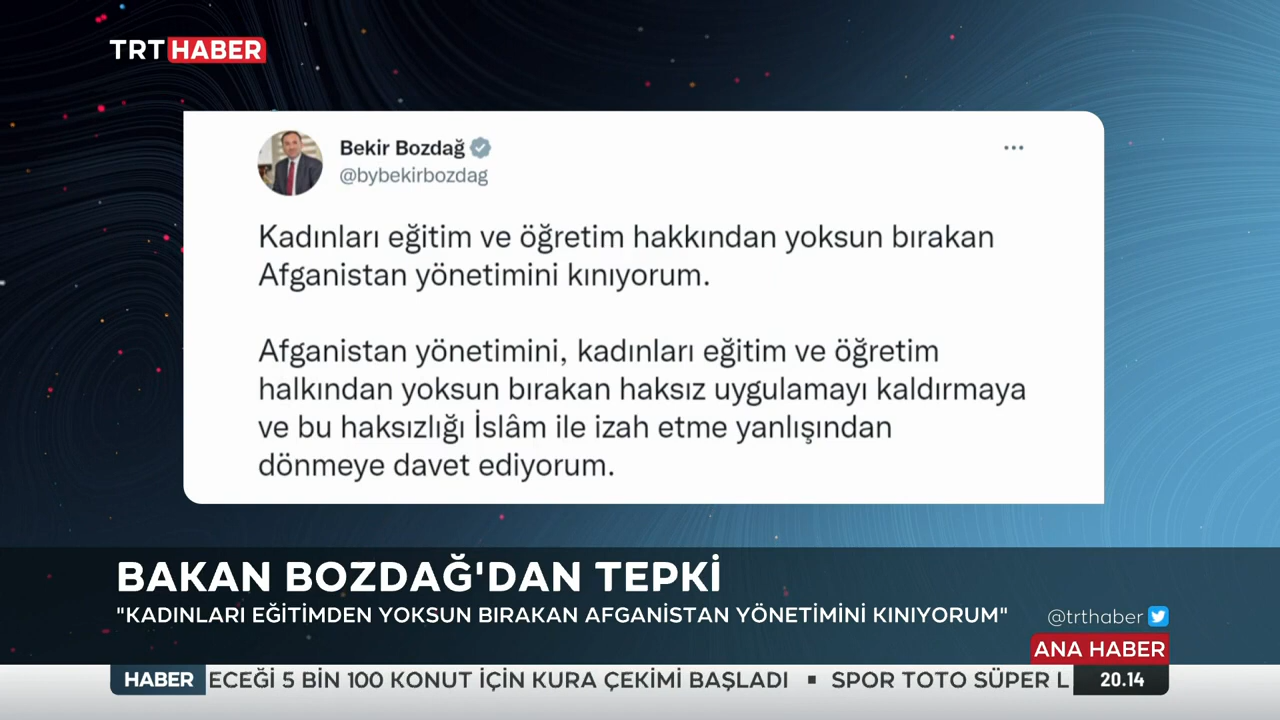 TRT HABER
Bekir Bozdağ
@bybekirbozdag
Kadınları eğitim ve öğretim hakkından yoksun bırakan
Afganistan yönetimini kınıyorum.
Afganistan yönetimini, kadınları eğitim ve öğretim
halkından yoksun bırakan haksız uygulamayı kaldırmaya
ve bu haksızlığı İslâm ile izah etme yanlışından
dönmeye davet ediyorum.
BAKAN BOZDAĞ'DAN TEPKİ
"KADINLARI EĞİTİMDEN YOKSUN BIRAKAN AFGANİSTAN YÖNETİMİNİ KINIYORUM"
@trthaber
ANA HABER
HABER ECEĞİ 5 BİN 100 KONUT İÇİN KURA ÇEKİMİ BAŞLADI ▪ SPOR TOTO SÜPER L 20.14